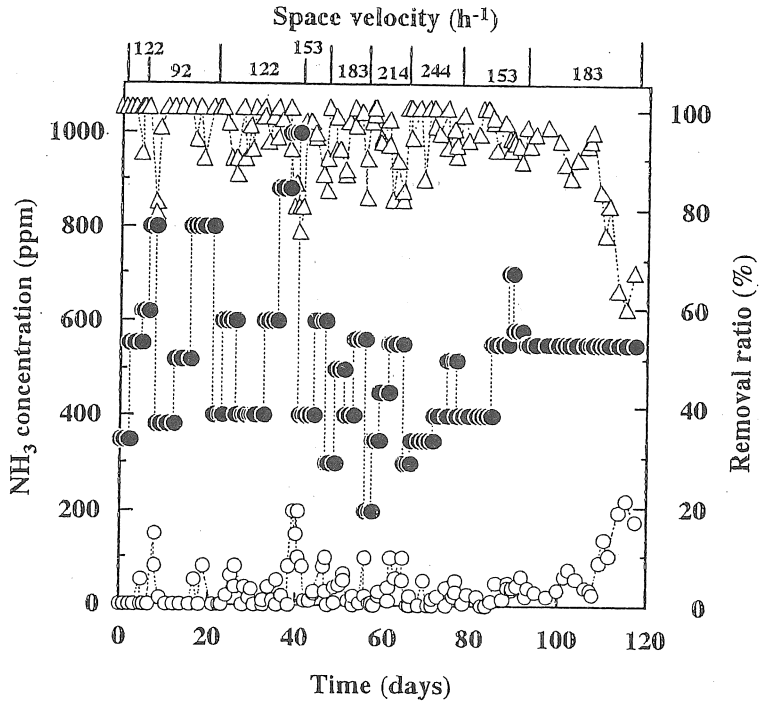 Space velocity (h-1)
122 153
92 122 183 214 244 153 183
1000 100
800 80
600 60
400 40
200 20
0 0
NH3 concentration (ppm)
Removal ratio (%)
0 20 40 60 80 100 120
Time (days)